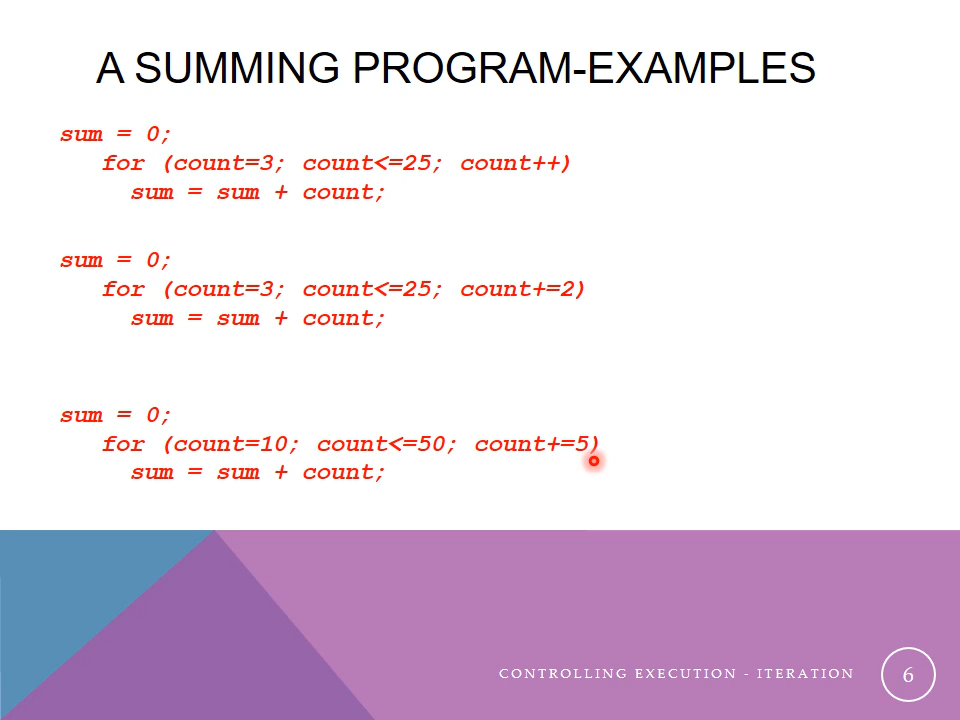 A SUMMING PROGRAM-EXAMPLES
sum = 0;
for (count=3; count<=25; count++)
sum = sum + count;
sum = 0;
for (count=3; count<=25; count+=2)
sum = sum + count;
sum = 0;
for (count=10; count<=50; count+=5)
sum = sum + count;
CONTROLLING EXECUTION - ITERATION
6